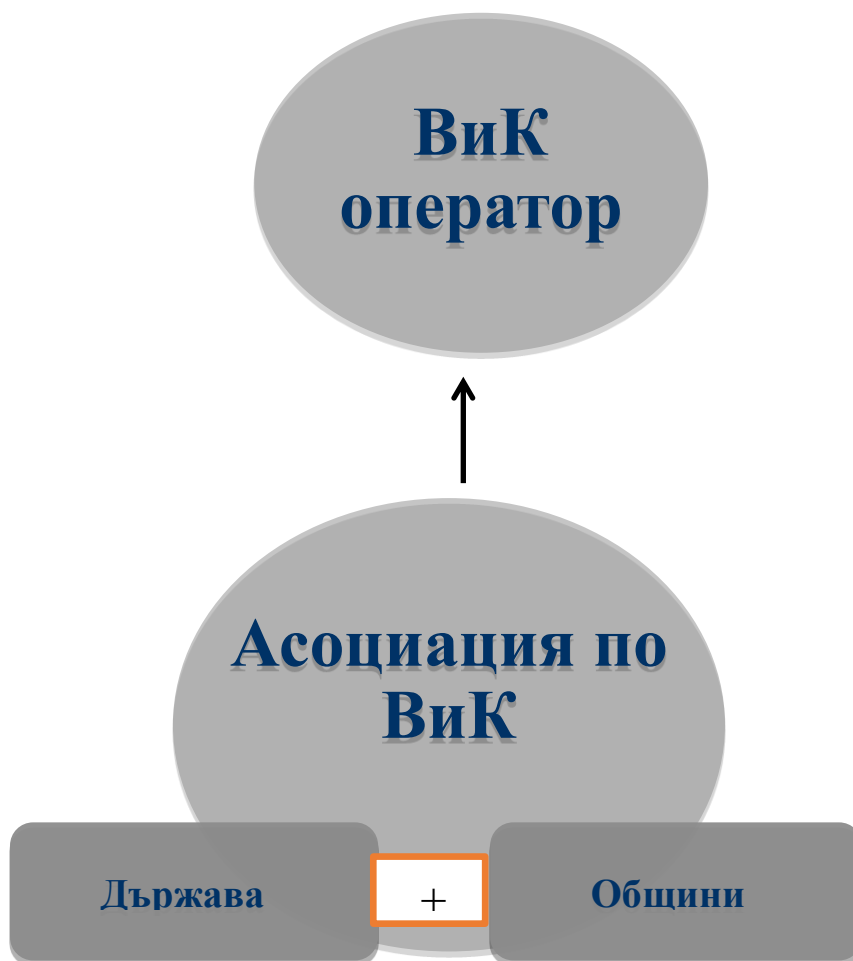 ВиК
оператор
Асоциация по
ВиК
Държава
+
Общини